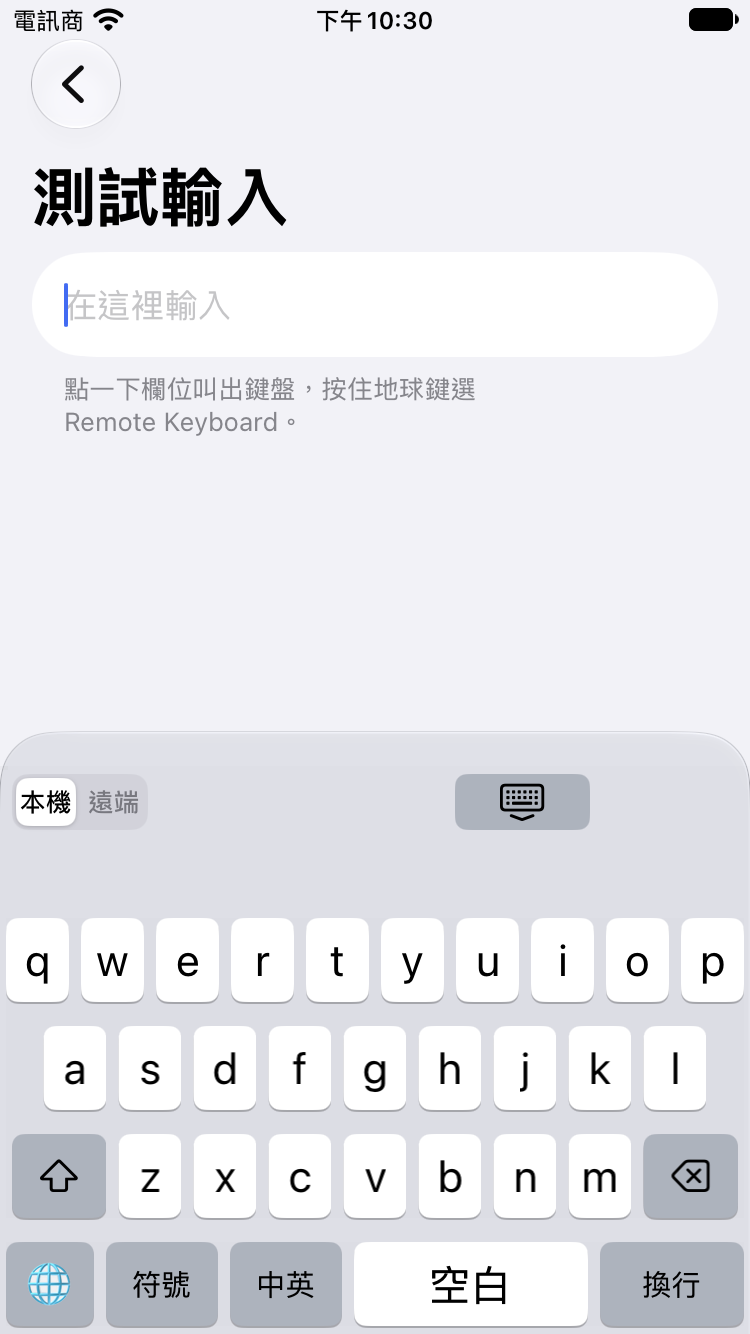 電訊商 下午10:30
測試輸入
在這裡輸入
點一下欄位叫出鍵盤，按住地球鍵選
Remote Keyboard。
本機 遠端
q w e r t y u i o p
a s d f g h j k l
z x c v b n m
符號 中英 空白 換行